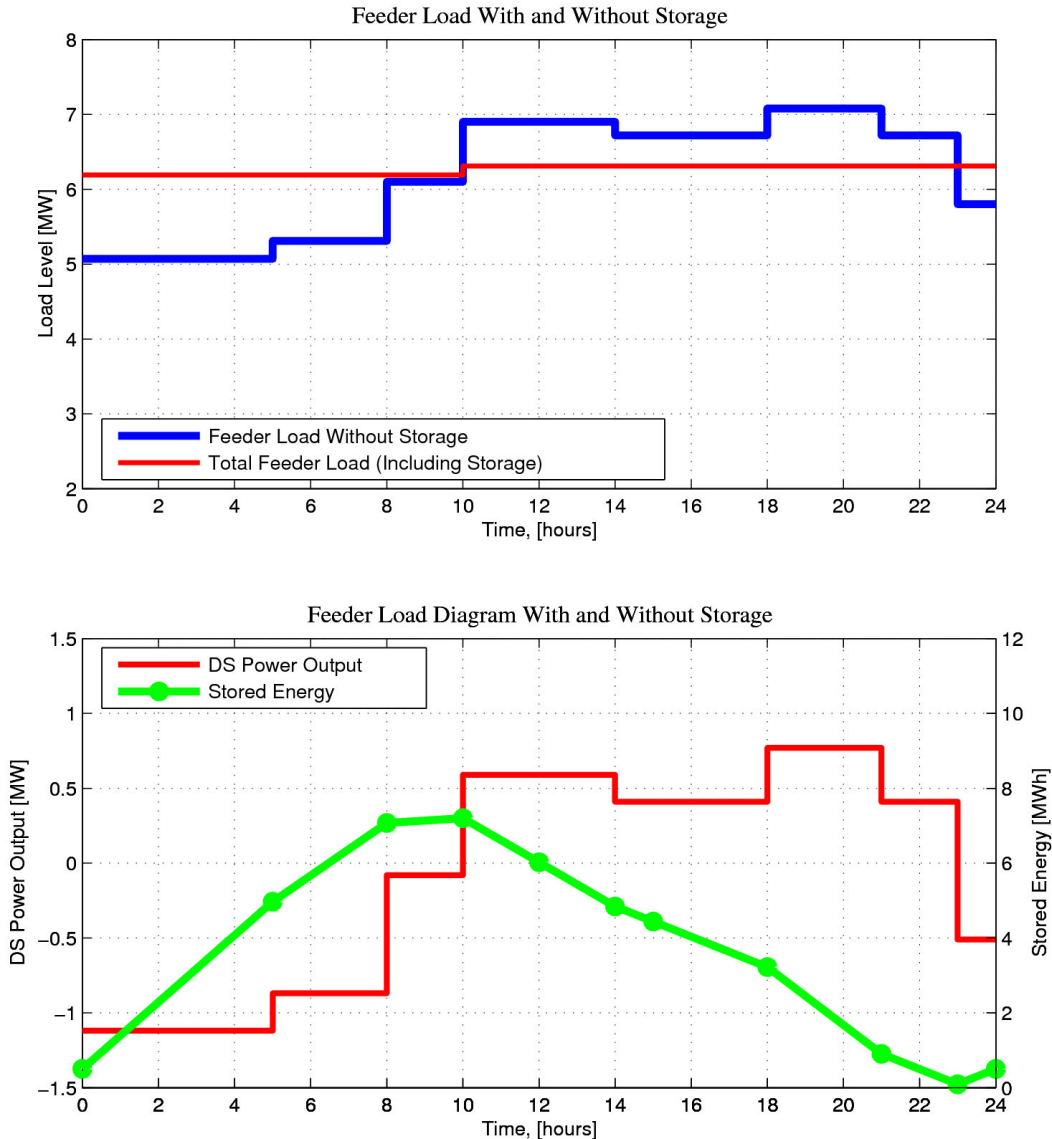 Feeder Load With and Without Storage
8
7
6
5
4
3
2
Load Level [MW]
Feeder Load Without Storage
Total Feeder Load (Including Storage)
0 2 4 6 8 10 12 14 16 18 20 22 24
Time, [hours]
Feeder Load Diagram With and Without Storage
1.5
1
0.5
0
−0.5
−1
−1.5
DS Power Output [MW]
DS Power Output
Stored Energy
12
10
8
6
4
2
0
Stored Energy [MWh]
0 2 4 6 8 10 12 14 16 18 20 22 24
Time, [hours]